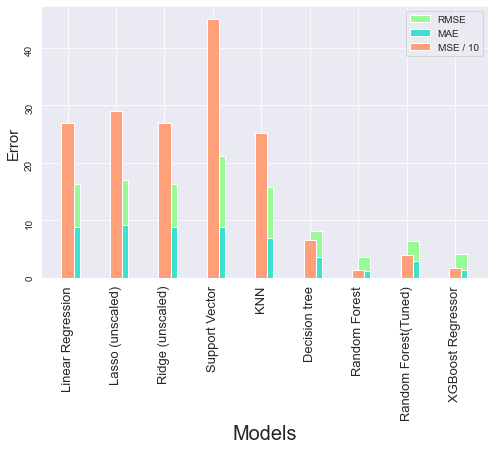 RMSE
MAE
MSE / 10
Error
40
30
20
10
0
Linear Regression
Lasso (unscaled)
Ridge (unscaled)
Support Vector
KNN
Decision tree
Random Forest
Random Forest(Tuned)
XGBoost Regressor
Models